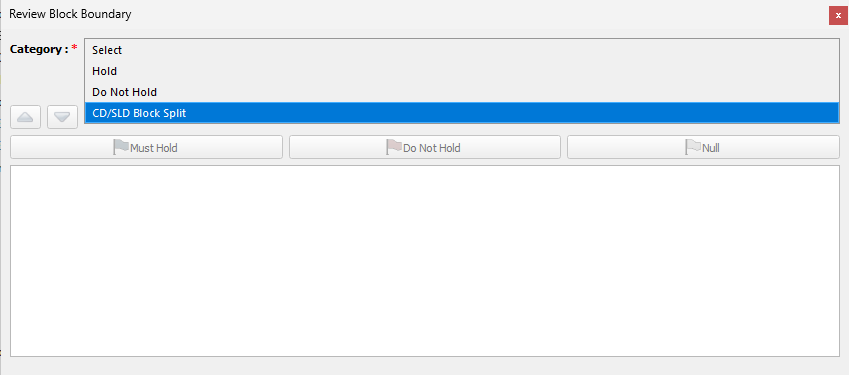 Review Block Boundary
x
Category : *
Select
Hold
Do Not Hold
CD/SLD Block Split
Must Hold
Do Not Hold
Null